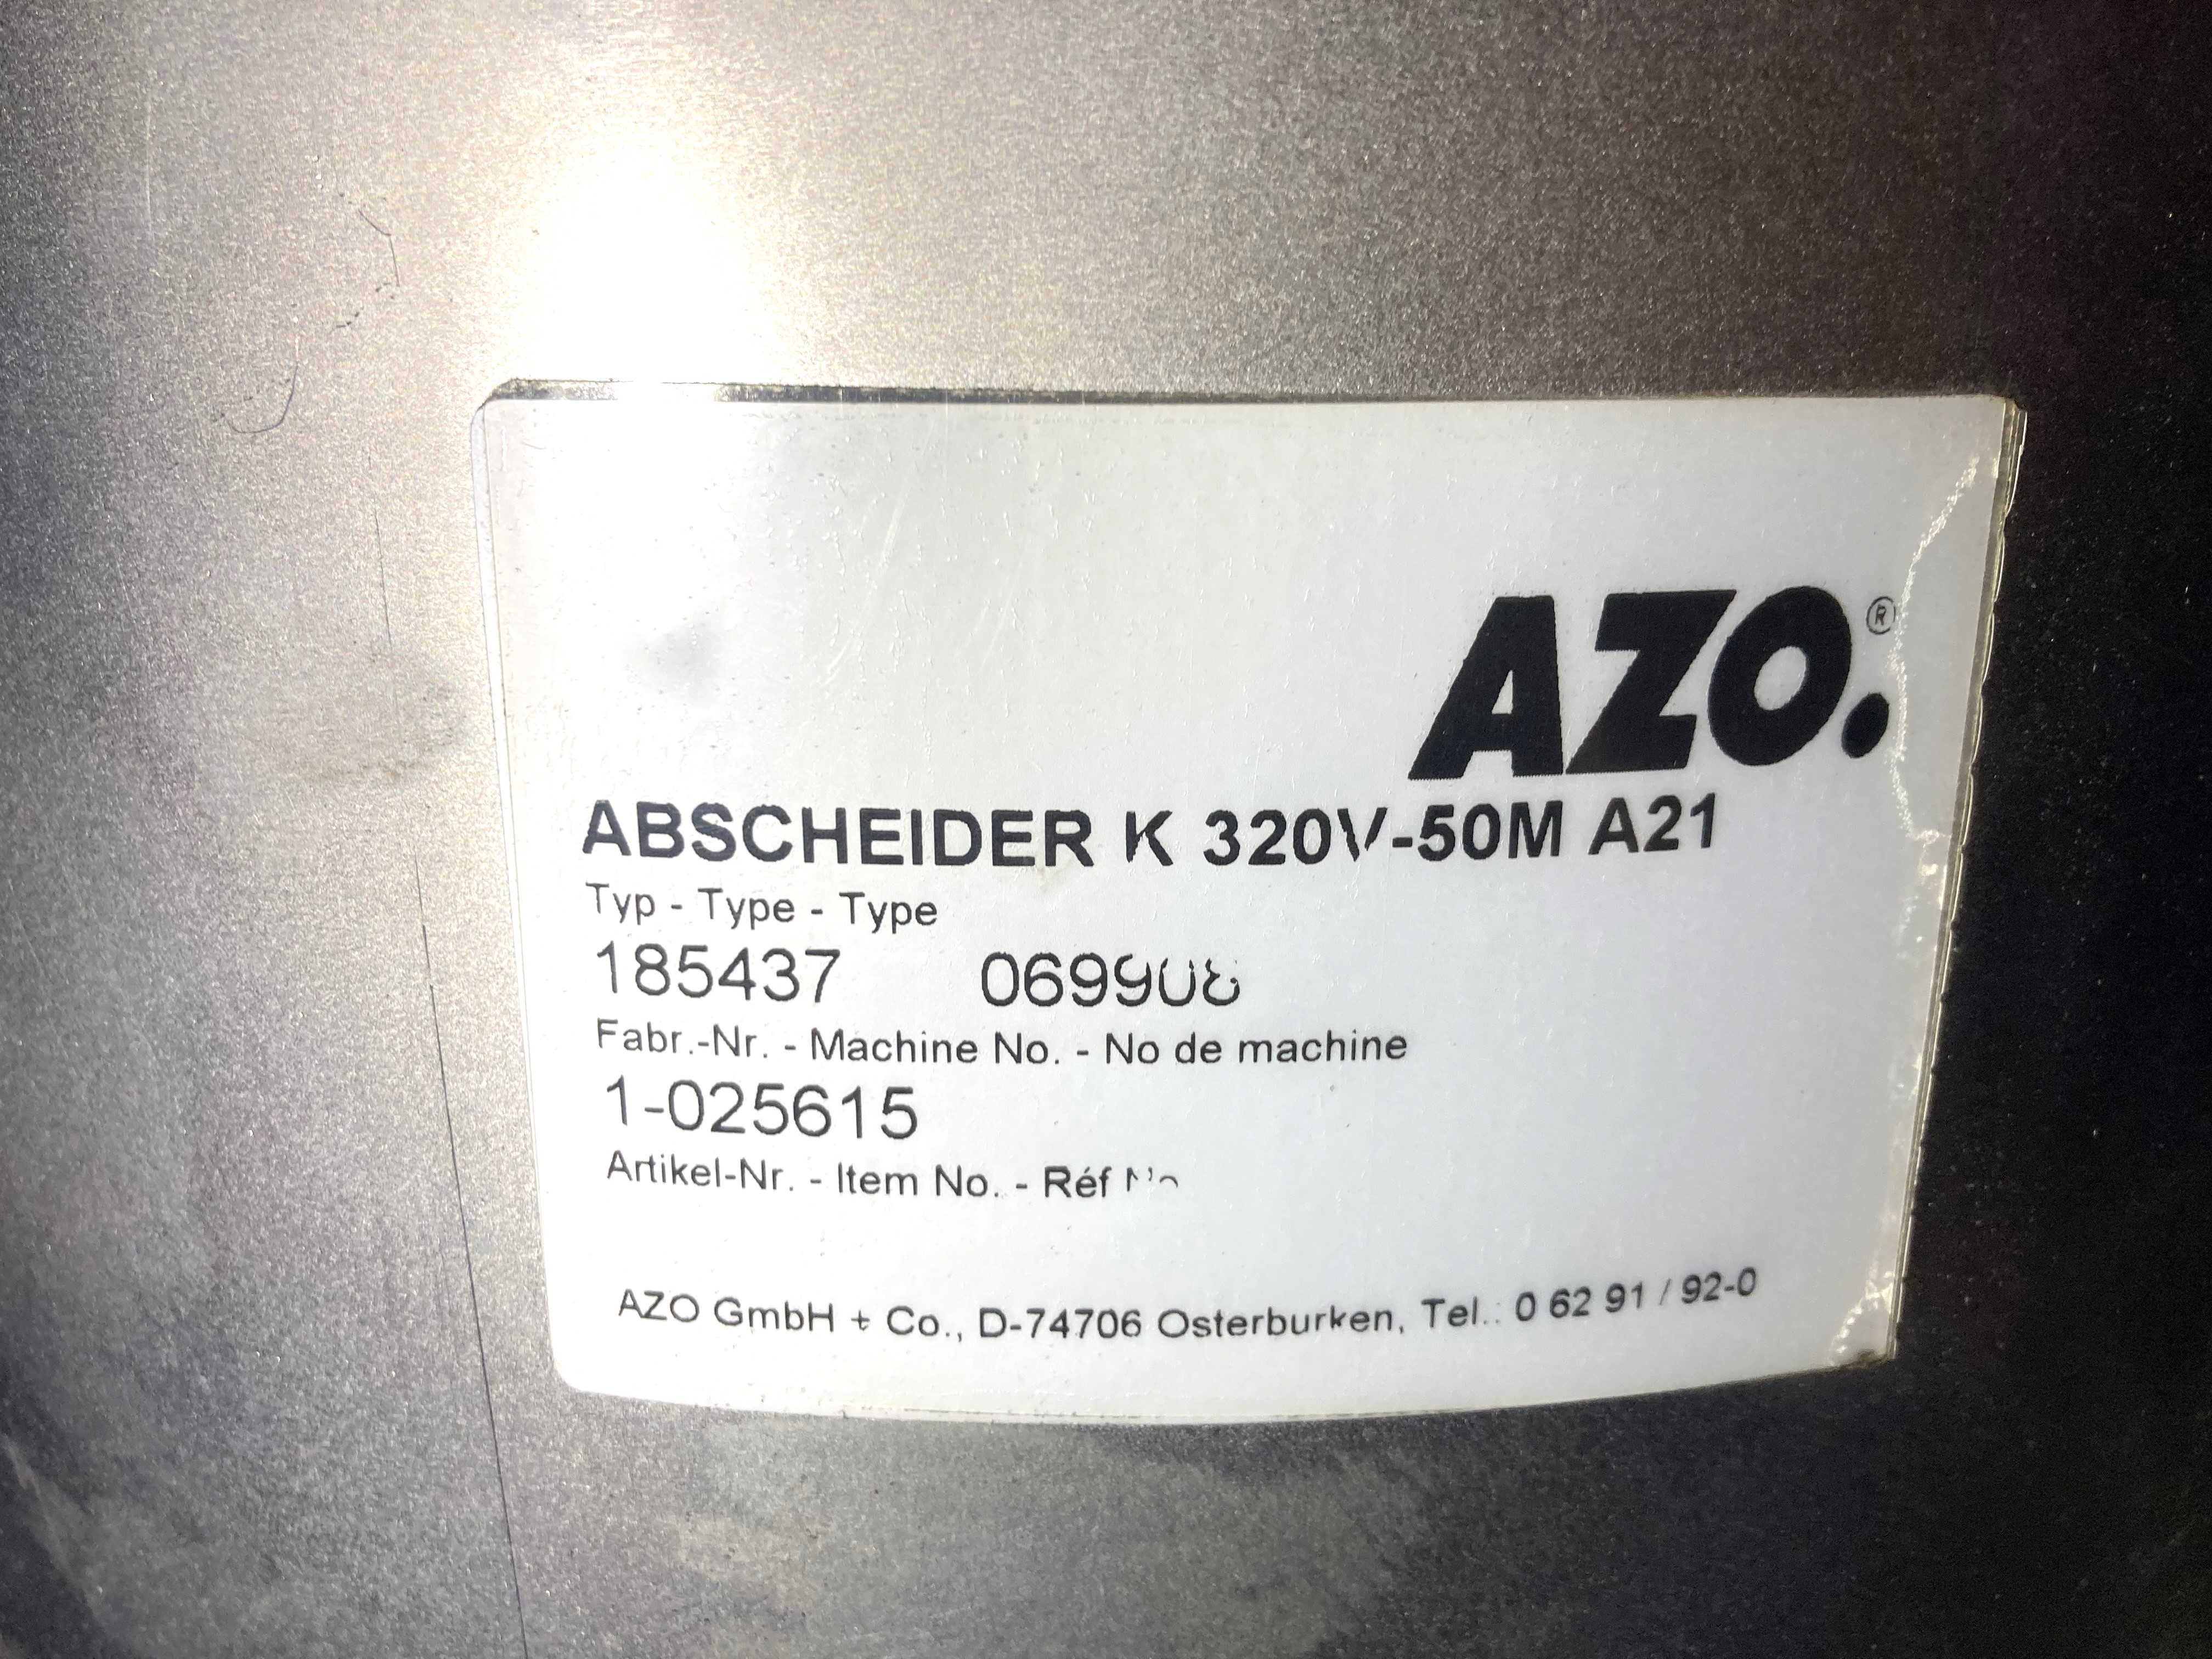 AZO.®
ABSCHEIDER K 320V-50M A21
Typ - Type - Type
185437
Fabr.-Nr. - Machine No. - No de machine
1-025615
Artikel-Nr. - Item No. - Réf
AZO GmbH + Co., D-74706 Osterburken, Tel.: 0 62 91 / 92-0